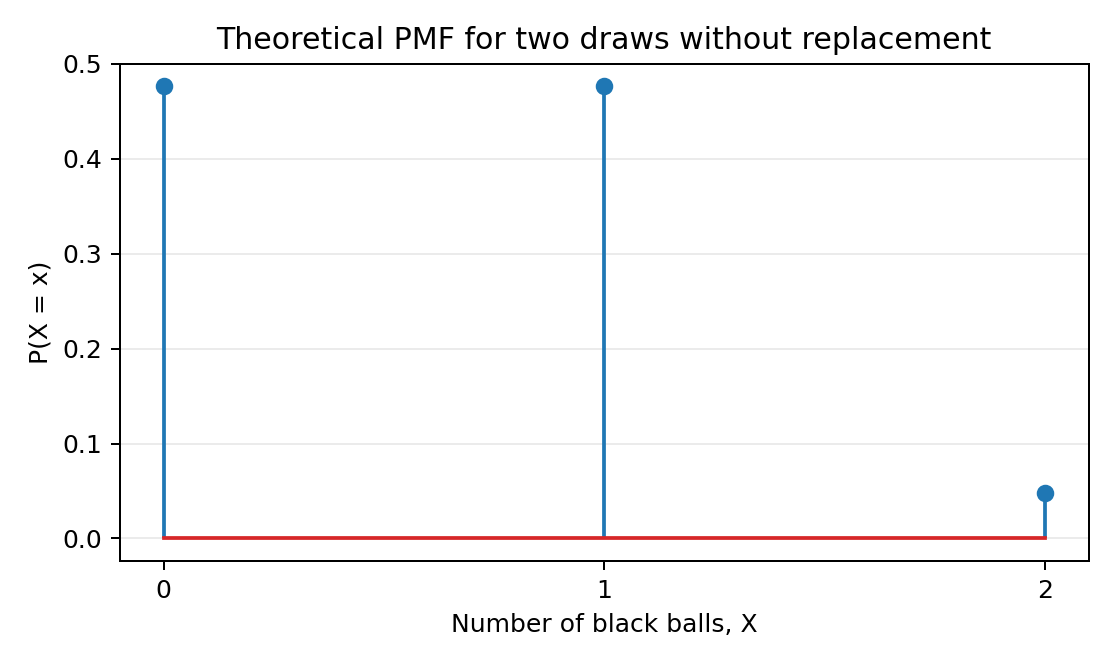 Theoretical PMF for two draws without replacement
0.5
0.4
0.3
0.2
0.1
0.0
P(X = x)
0 1 2
Number of black balls, X